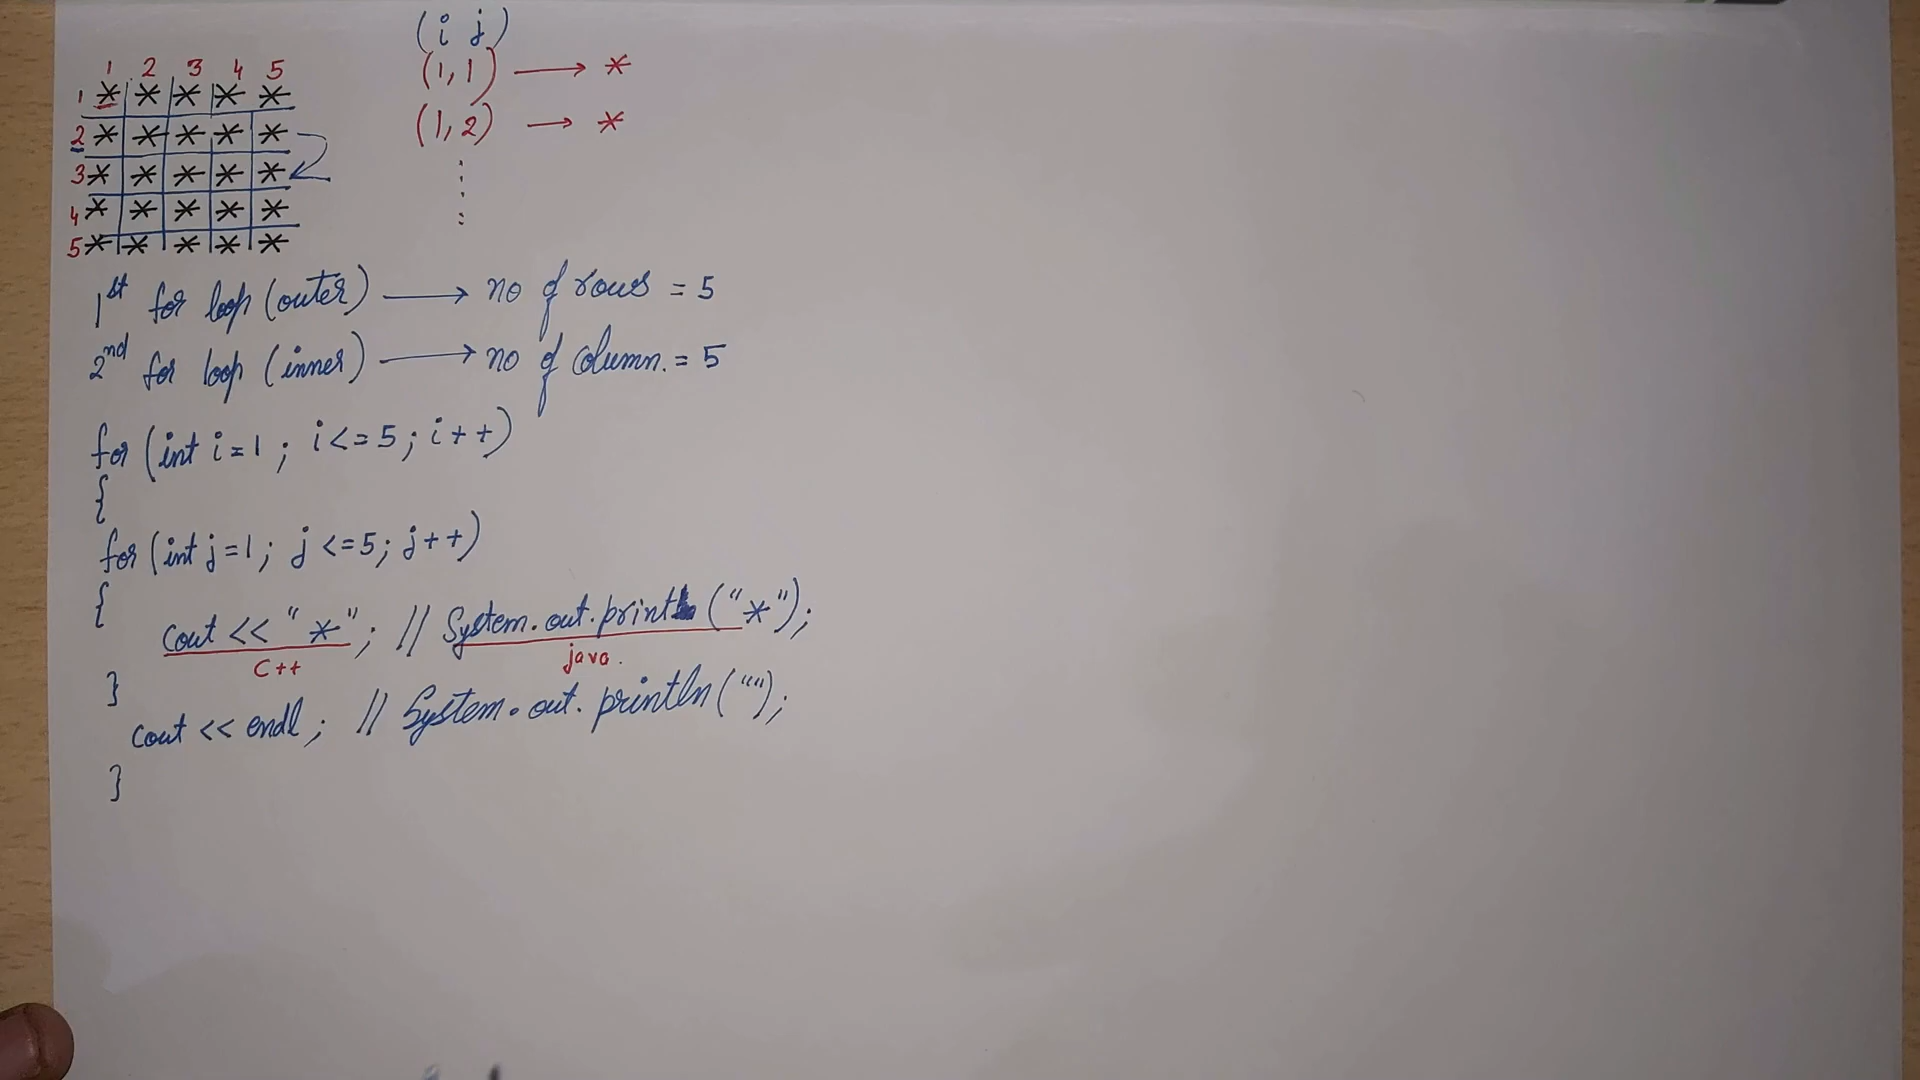 1 2 3 4 5
1 * * * * *
2 * * * * *
3 * * * * *
4 * * * * *
5 * * * * *
(i j)
(1, 1) → *
(1, 2) → *
1st for loop (outer) → no of rows = 5
2nd for loop (inner) → no of column. = 5
for (int i=1 ; i<=5; i++)
{
for (int j=1; j<=5; j++)
{
cout << "*"; // System.out.print("*");
C++ java.
}
cout << endl; // System.out.println("");
}